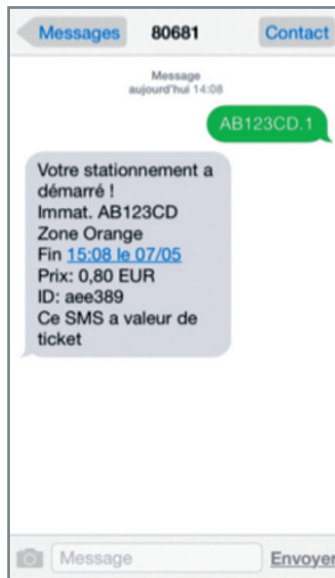 Messages 80681 Contact
Message
aujourd'hui 14:08
AB123CD.1
Votre stationnement a
démarré !
Immat. AB123CD
Zone Orange
Fin 15:08 le 07/05
Prix: 0,80 EUR
ID: aee389
Ce SMS a valeur de
ticket
Message Envoyer